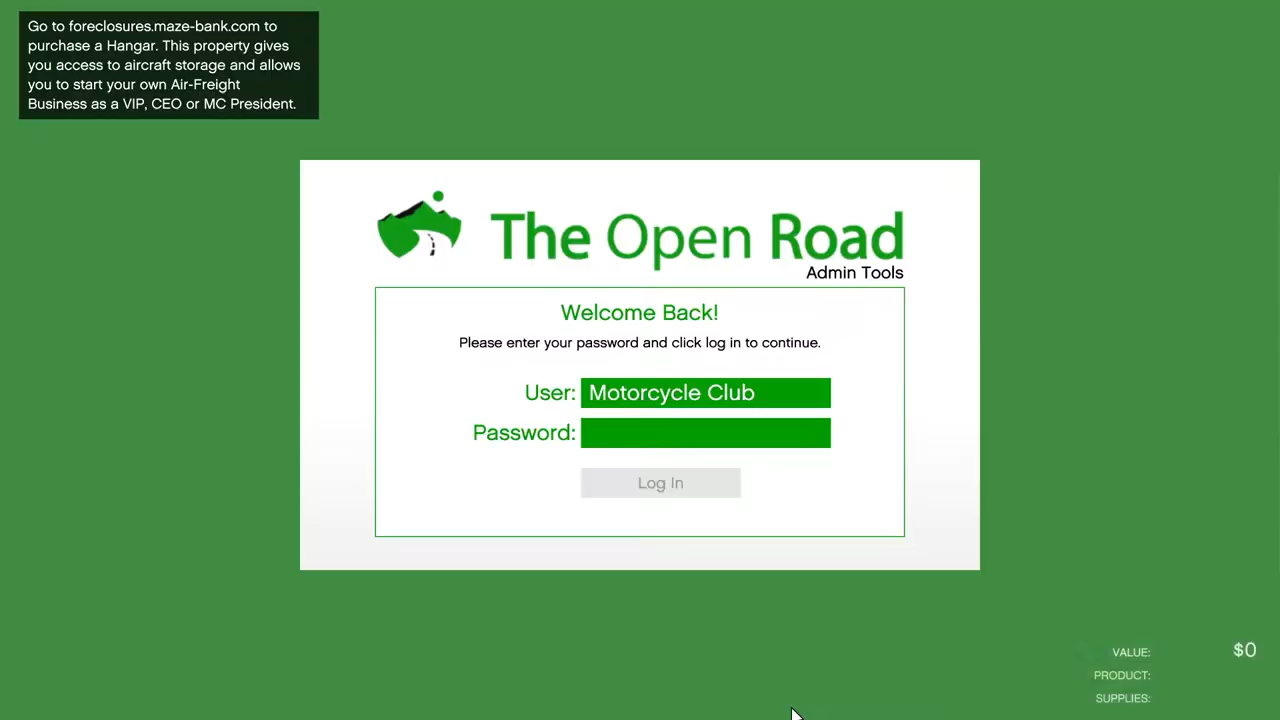 Go to foreclosures.maze-bank.com to
purchase a Hangar. This property gives
you access to aircraft storage and allows
you to start your own Air-Freight
Business as a VIP, CEO or MC President.
The Open Road
Admin Tools
Welcome Back!
Please enter your password and click log in to continue.
User: Motorcycle Club
Password:
Log In
VALUE: $0
PRODUCT:
SUPPLIES: